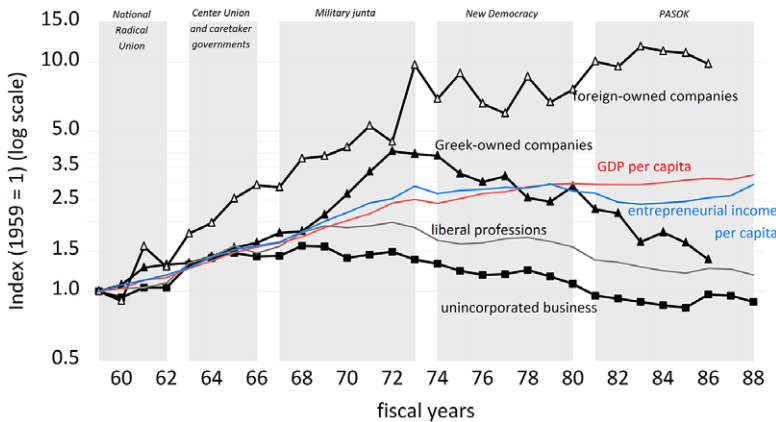 National
Radical
Union
Center Union
and caretaker
governments
Military junta
New Democracy
PASOK
Index (1959 = 1) (log scale)
15.0
10.0
5.0
3.5
2.5
1.5
1.0
0.5
foreign-owned companies
Greek-owned companies
GDP per capita
entrepreneurial income
per capita
liberal professions
unincorporated business
60 62 64 66 68 70 72 74 76 78 80 82 84 86 88
fiscal years